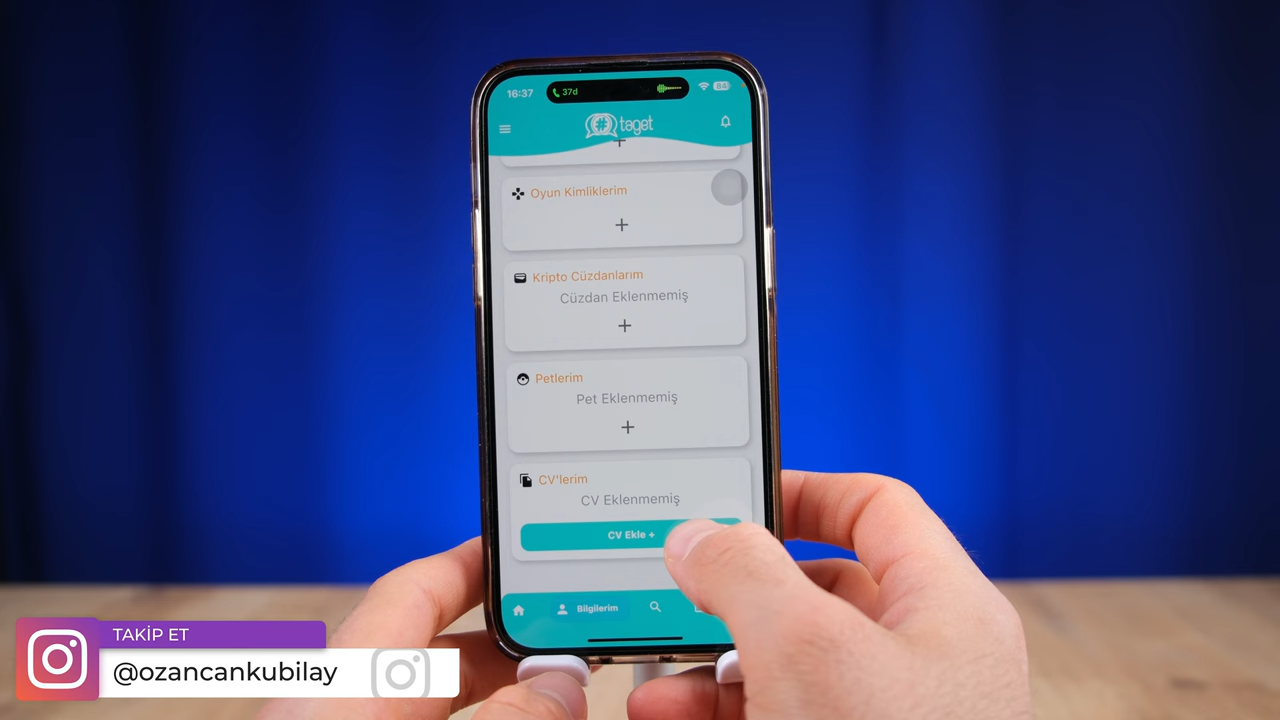 16:37
37d
84
# taget
Oyun Kimliklerim
+
Kripto Cüzdanlarım
Cüzdan Eklenmemiş
+
Petlerim
Pet Eklenmemiş
+
CV'lerim
CV Eklenmemiş
CV Ekle +
Bilgilerim
TAKİP ET
@ozancankubilay